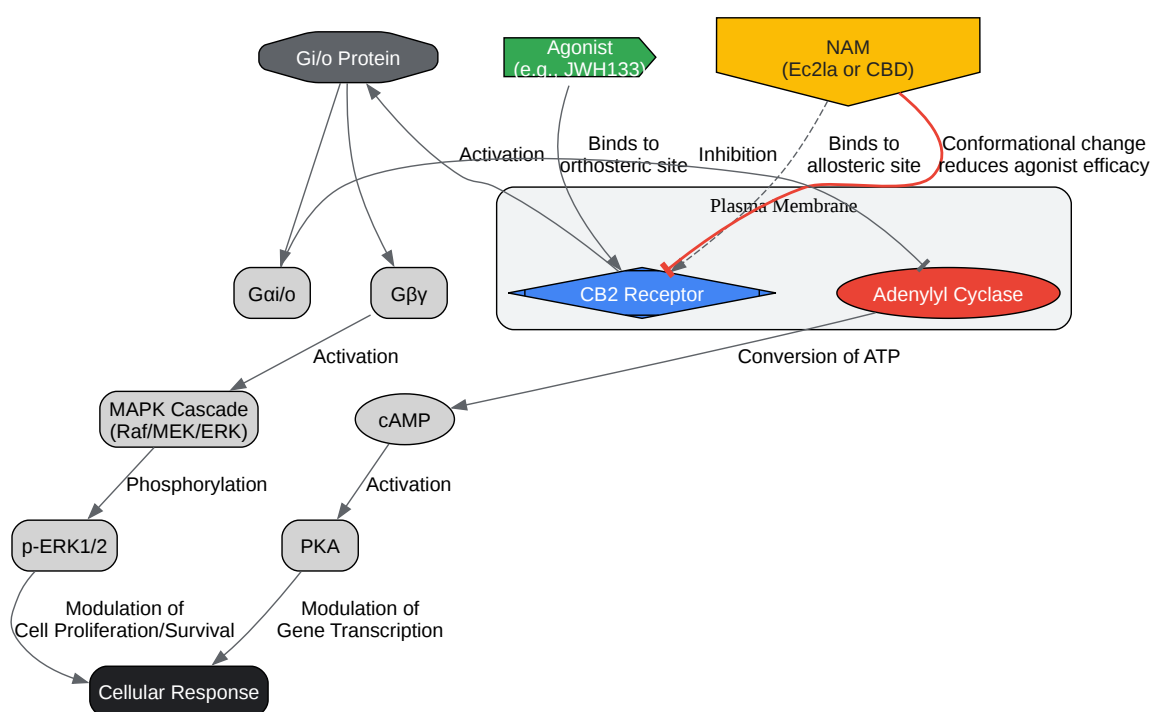 Gi/o Protein
Agonist
(e.g., JWH133)
NAM
(Ec2la or CBD)
Activation
Binds to
orthosteric site
Inhibition
Binds to
allosteric site
Conformational change
reduces agonist efficacy
Plasma Membrane
Gαi/o
Gβγ
CB2 Receptor
Adenylyl Cyclase
Activation
Conversion of ATP
MAPK Cascade
(Raf/MEK/ERK)
cAMP
Phosphorylation
Activation
p-ERK1/2
PKA
Modulation of
Cell Proliferation/Survival
Modulation of
Gene Transcription
Cellular Response